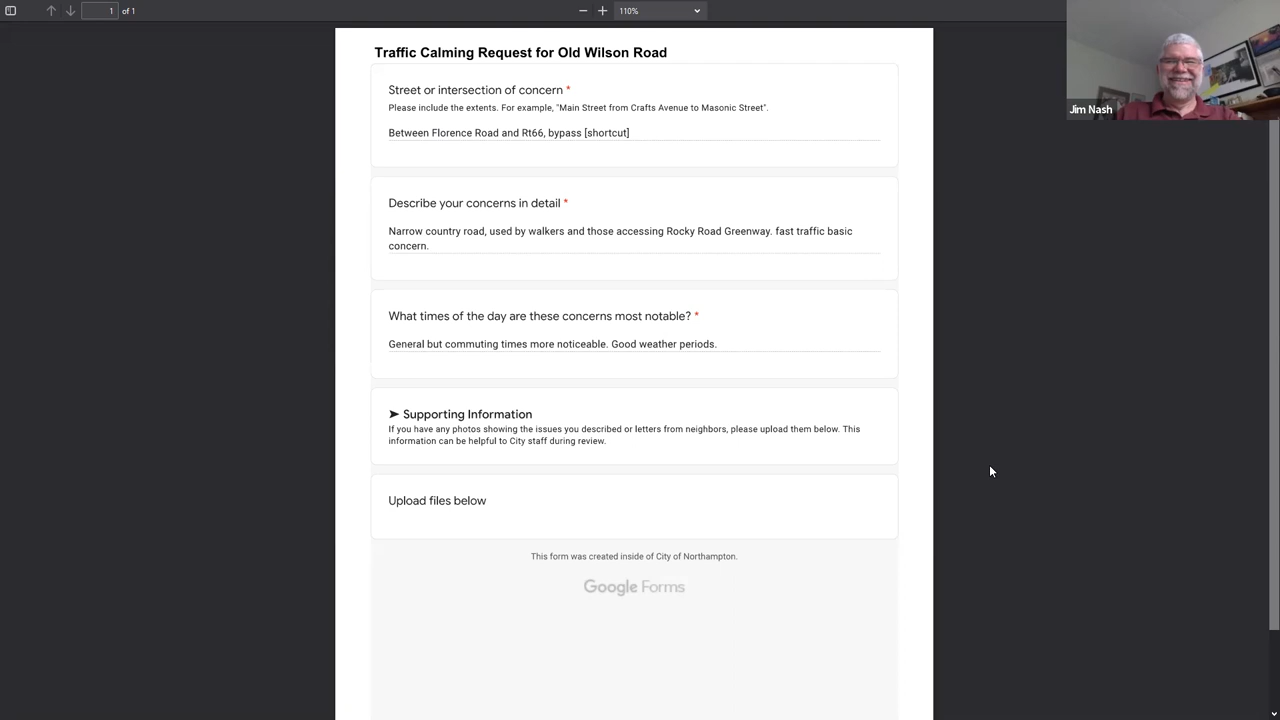 1 of 1
110%
Jim Nash
Traffic Calming Request for Old Wilson Road
Street or intersection of concern *
Please include the extents. For example, "Main Street from Crafts Avenue to Masonic Street".
Between Florence Road and Rt66, bypass [shortcut]
Describe your concerns in detail *
Narrow country road, used by walkers and those accessing Rocky Road Greenway. fast traffic basic
concern.
What times of the day are these concerns most notable? *
General but commuting times more noticeable. Good weather periods.
➤ Supporting Information
If you have any photos showing the issues you described or letters from neighbors, please upload them below. This
information can be helpful to City staff during review.
Upload files below
This form was created inside of City of Northampton.
Google Forms